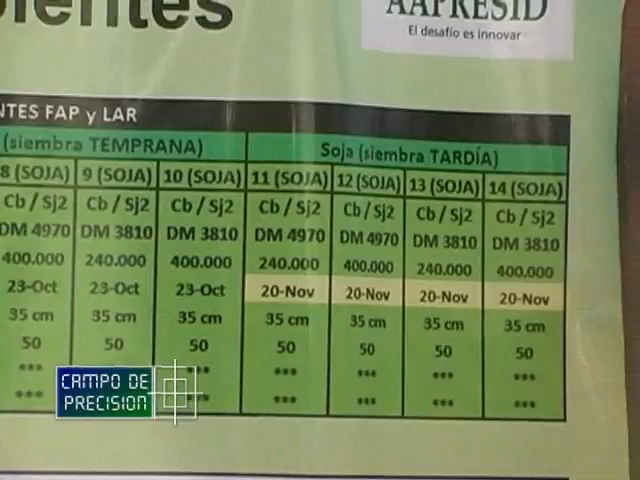 AAPRESID
El desafío es innovar
FAP y LAR
(siembra TEMPRANA) Soja (siembra TARDÍA)
8 (SOJA) 9 (SOJA) 10 (SOJA) 11 (SOJA) 12 (SOJA) 13 (SOJA) 14 (SOJA)
Cb / Sj2 Cb / Sj2 Cb / Sj2 Cb / Sj2 Cb / Sj2 Cb / Sj2 Cb / Sj2
DM 4970 DM 3810 DM 3810 DM 4970 DM 4970 DM 3810 DM 3810
400.000 240.000 400.000 240.000 400.000 240.000 400.000
23-Oct 23-Oct 23-Oct 20-Nov 20-Nov 20-Nov 20-Nov
35 cm 35 cm 35 cm 35 cm 35 cm 35 cm 35 cm
50 50 50 50 50 50 50
*** *** *** *** *** ***
*** *** *** *** ***
CAMPO DE
PRECISION